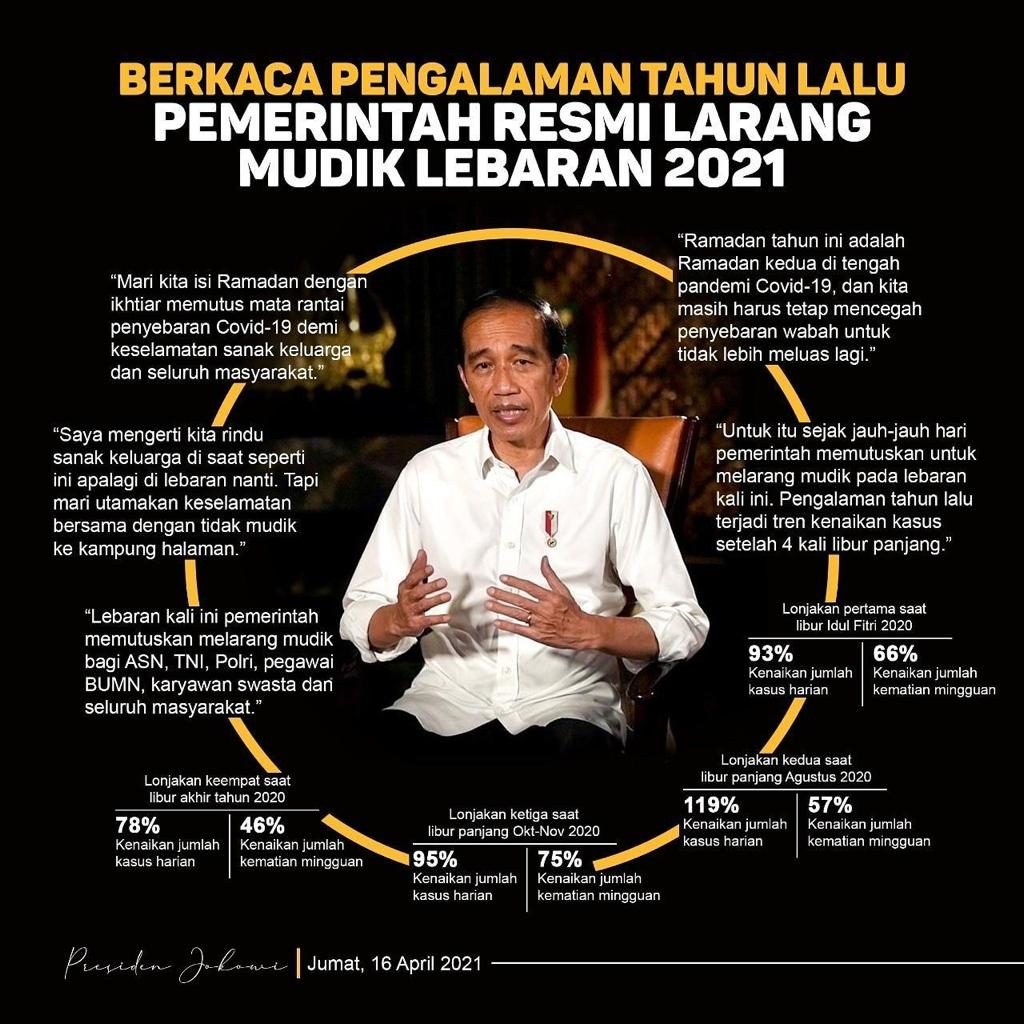 BERKACA PENGALAMAN TAHUN LALU
PEMERINTAH RESMI LARANG
MUDIK LEBARAN 2021
“Ramadan tahun ini adalah
Ramadan kedua di tengah
pandemi Covid-19, dan kita
masih harus tetap mencegah
penyebaran wabah untuk
tidak lebih meluas lagi.”
“Untuk itu sejak jauh-jauh hari
pemerintah memutuskan untuk
melarang mudik pada lebaran
kali ini. Pengalaman tahun lalu
terjadi tren kenaikan kasus
setelah 4 kali libur panjang.”
Lonjakan pertama saat
libur Idul Fitri 2020
93%
Kenaikan jumlah
kasus harian
66%
Kenaikan jumlah
kematian mingguan
Lonjakan kedua saat
libur panjang Agustus 2020
119%
Kenaikan jumlah
kasus harian
57%
Kenaikan jumlah
kematian mingguan
Lonjakan ketiga saat
libur panjang Okt-Nov 2020
95%
Kenaikan jumlah
kasus harian
75%
Kenaikan jumlah
kematian mingguan
Lonjakan keempat saat
libur akhir tahun 2020
78%
Kenaikan jumlah
kasus harian
46%
Kenaikan jumlah
kematian mingguan
“Lebaran kali ini pemerintah
memutuskan melarang mudik
bagi ASN, TNI, Polri, pegawai
BUMN, karyawan swasta dan
seluruh masyarakat.”
“Saya mengerti kita rindu
sanak keluarga di saat seperti
ini apalagi di lebaran nanti. Tapi
mari utamakan keselamatan
bersama dengan tidak mudik
ke kampung halaman.”
“Mari kita isi Ramadan dengan
ikhtiar memutus mata rantai
penyebaran Covid-19 demi
keselamatan sanak keluarga
dan seluruh masyarakat.”
Presiden Jokowi | Jumat, 16 April 2021